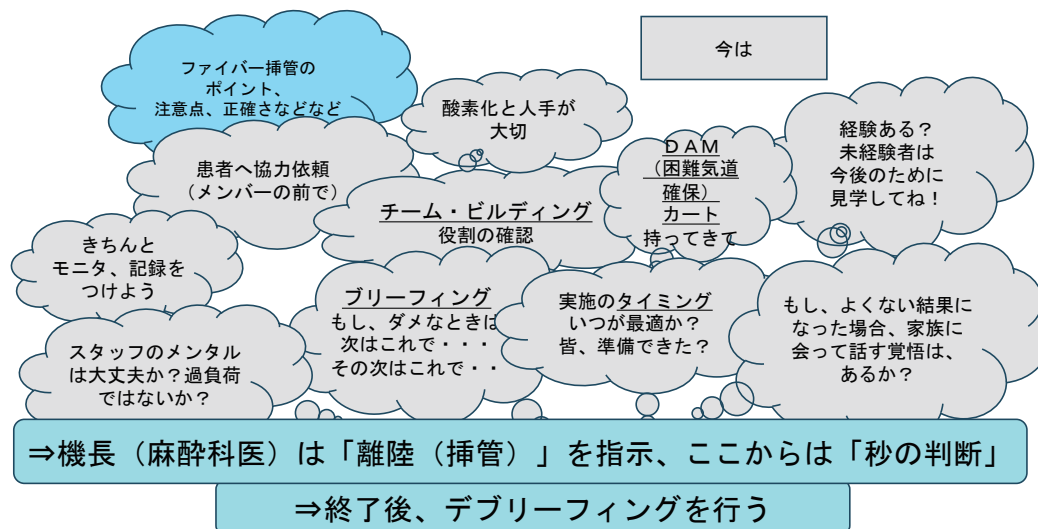 今は
ファイバー挿管の
ポイント、
注意点、正確さなどなど
酸素化と人手が
大切
患者へ協力依頼
（メンバーの前で）
チーム・ビルディング
役割の確認
ＤＡＭ
（困難気道
確保）
カート
持ってきて
経験ある？
未経験者は
今後のために
見学してね！
きちんと
モニタ、記録を
つけよう
ブリーフィング
もし、ダメなときは
次はこれで・・・
その次はこれで・・
実施のタイミング
いつが最適か？
皆、準備できた？
もし、よくない結果に
なった場合、家族に
会って話す覚悟は、
あるか？
スタッフのメンタル
は大丈夫か？過負荷
ではないか？
⇒機長（麻酔科医）は「離陸（挿管）」を指示、ここからは「秒の判断」
⇒終了後、デブリーフィングを行う